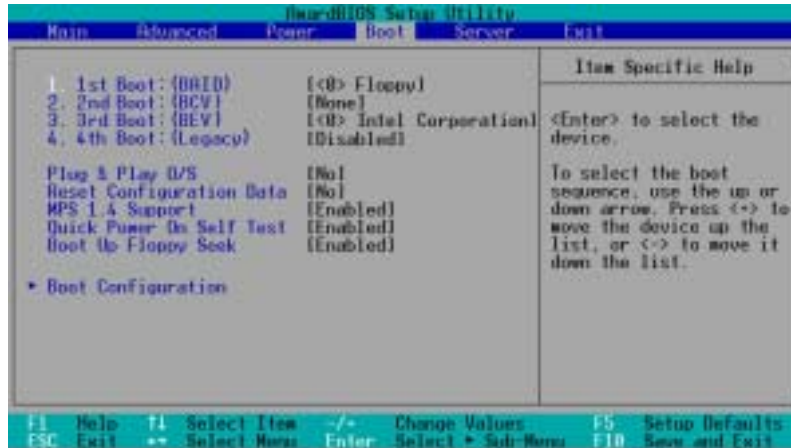 AwardBIOS Setup Utility
Main Advanced Power Boot Server Exit
Item Specific Help
1. 1st Boot:(BAID) [<0> Floppy]
2. 2nd Boot:(BCV) [None]
3. 3rd Boot:(BEV) [<0> Intel Corporation]
4. 4th Boot:(Legacy) [Disabled]
Plug & Play O/S [No]
Reset Configuration Data [No]
MPS 1.4 Support [Enabled]
Quick Power On Self Test [Enabled]
Boot Up Floppy Seek [Enabled]
▸ Boot Configuration
<Enter> to select the
device.
To select the boot
sequence, use the up or
down arrow. Press <+> to
move the device up the
list, or <-> to move it
down the list.
F1 Help ↑↓ Select Item -/+ Change Values F5 Setup Defaults
ESC Exit ←→ Select Menu Enter Select ▸ Sub-Menu F10 Save and Exit